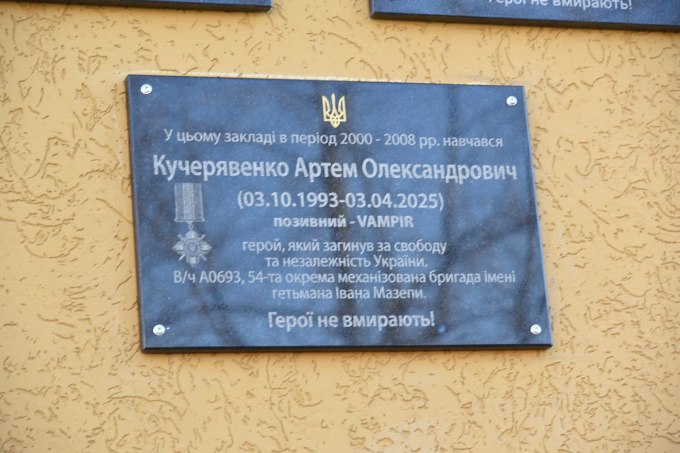 Герої не вмирають!
У цьому закладі в період 2000 - 2008 рр. навчався
Кучерявенко Артем Олександрович
(03.10.1993-03.04.2025)
позивний - VAMPIR
герой, який загинув за свободу
та незалежність України.
В/ч А0693, 54-та окрема механізована бригада імені
гетьмана Івана Мазепи.
Герої не вмирають!